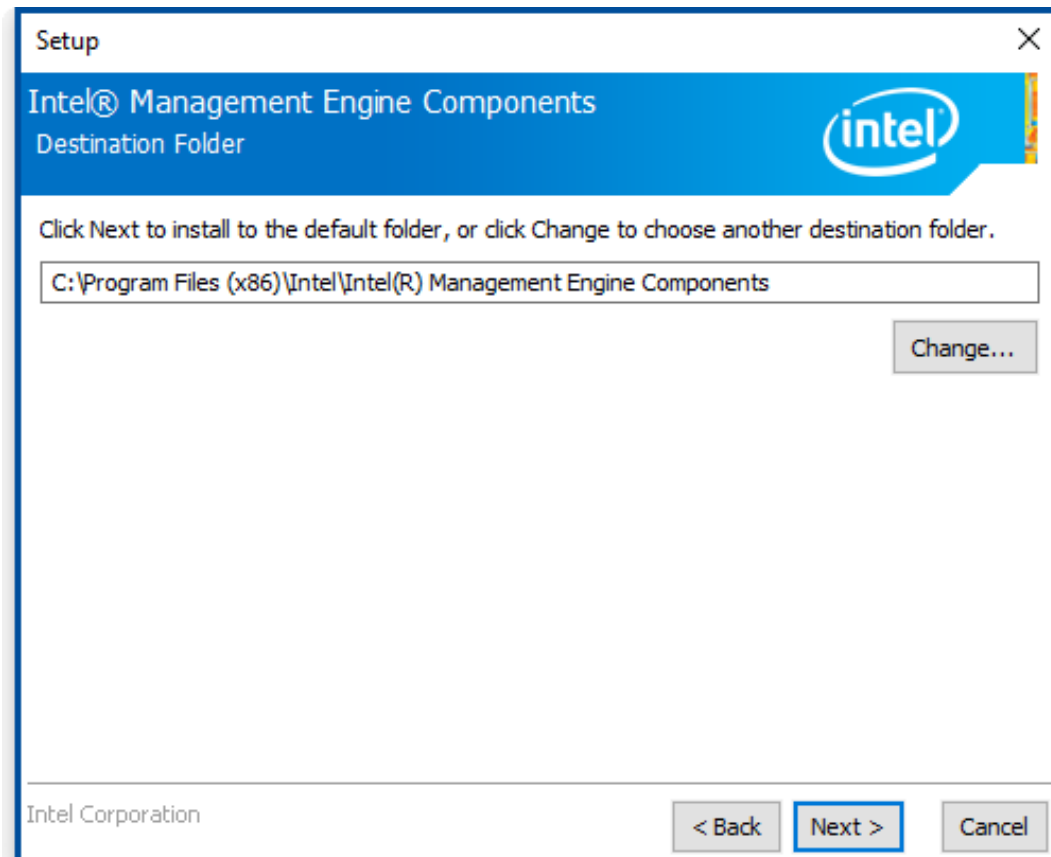 Setup
Intel® Management Engine Components
Destination Folder
intel
Click Next to install to the default folder, or click Change to choose another destination folder.
C:\Program Files (x86)\Intel\Intel(R) Management Engine Components
Change...
Intel Corporation
< Back
Next >
Cancel